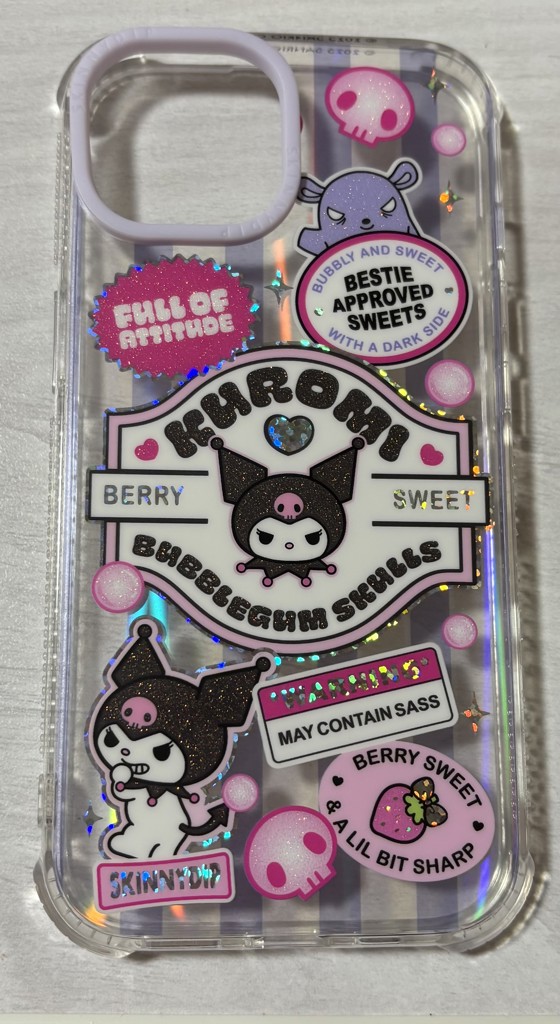 FULL OF
ATTITUDE
BUBBLY AND SWEET
BESTIE
APPROVED
SWEETS
WITH A DARK SIDE
KUROMI
BERRY
SWEET
BUBBLEGUM SKULLS
"WARNING"
MAY CONTAIN SASS
BERRY SWEET
& A LIL BIT SHARP
SKINNYDIP